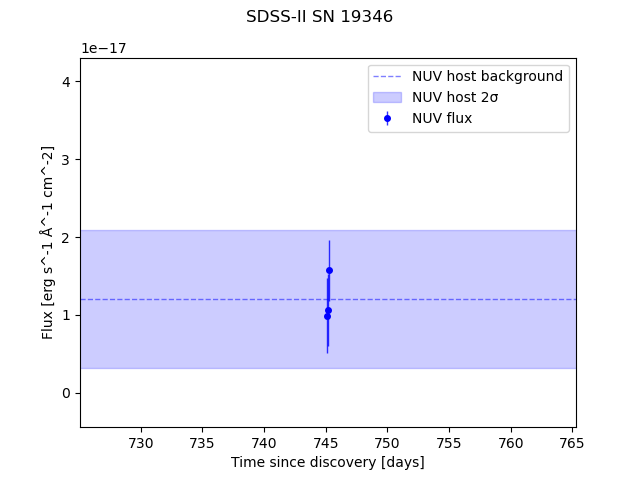 SDSS-II SN 19346
1e−17
NUV host background
NUV host 2σ
NUV flux
4
3
2
1
0
Flux [erg s^-1 Å^-1 cm^-2]
730 735 740 745 750 755 760 765
Time since discovery [days]